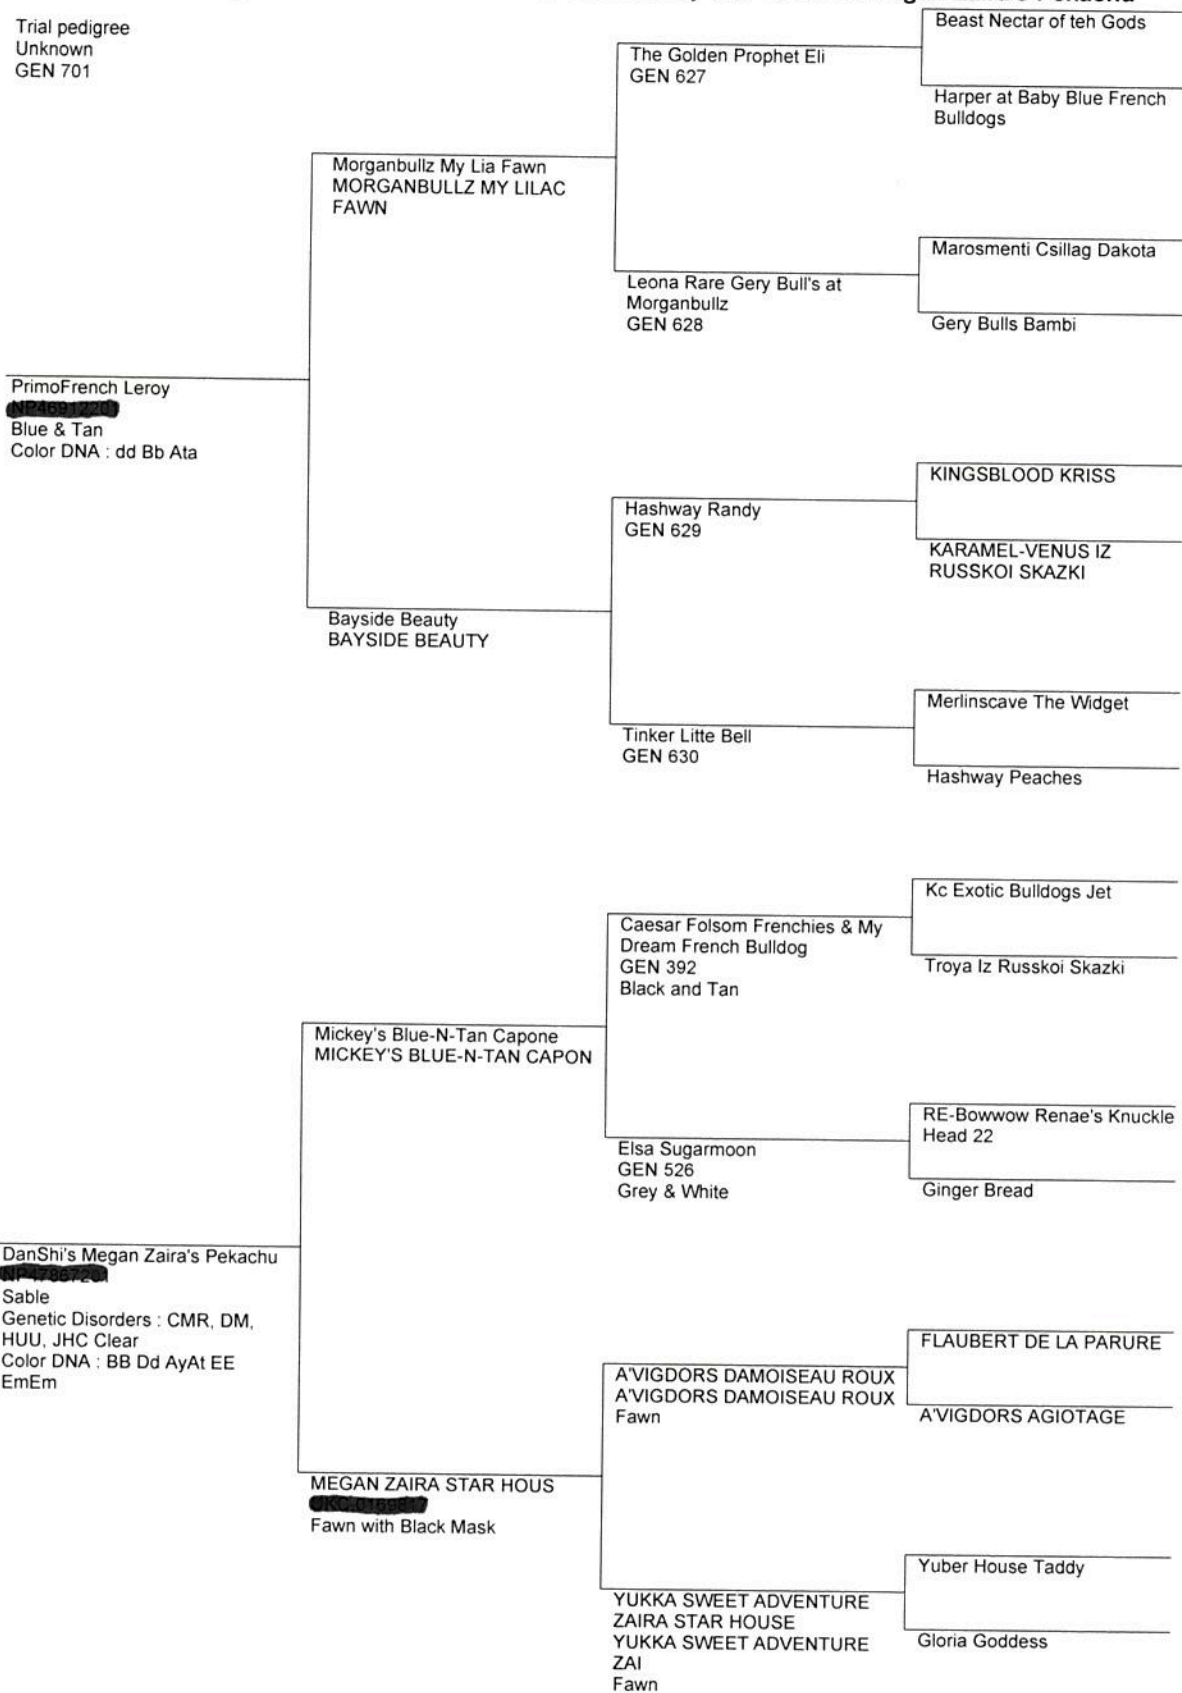 Trial pedigree
Unknown
GEN 701
PrimoFrench Leroy
Blue & Tan
Color DNA : dd Bb Ata
DanShi's Megan Zaira's Pekachu
Sable
Genetic Disorders : CMR, DM,
HUU, JHC Clear
Color DNA : BB Dd AyAt EE
EmEm
Morganbullz My Lia Fawn
MORGANBULLZ MY LILAC
FAWN
Bayside Beauty
BAYSIDE BEAUTY
Mickey's Blue-N-Tan Capone
MICKEY'S BLUE-N-TAN CAPON
MEGAN ZAIRA STAR HOUS
Fawn with Black Mask
The Golden Prophet Eli
GEN 627
Leona Rare Gery Bull's at
Morganbullz
GEN 628
Hashway Randy
GEN 629
Tinker Litte Bell
GEN 630
Caesar Folsom Frenchies & My
Dream French Bulldog
GEN 392
Black and Tan
Elsa Sugarmoon
GEN 526
Grey & White
A'VIGDORS DAMOISEAU ROUX
A'VIGDORS DAMOISEAU ROUX
Fawn
YUKKA SWEET ADVENTURE
ZAIRA STAR HOUSE
YUKKA SWEET ADVENTURE
ZAI
Fawn
Beast Nectar of teh Gods
Harper at Baby Blue French
Bulldogs
Marosmenti Csillag Dakota
Gery Bulls Bambi
KINGSBLOOD KRISS
KARAMEL-VENUS IZ
RUSSKOI SKAZKI
Merlinscave The Widget
Hashway Peaches
Kc Exotic Bulldogs Jet
Troya Iz Russkoi Skazki
RE-Bowwow Renae's Knuckle
Head 22
Ginger Bread
FLAUBERT DE LA PARURE
A'VIGDORS AGIOTAGE
Yuber House Taddy
Gloria Goddess